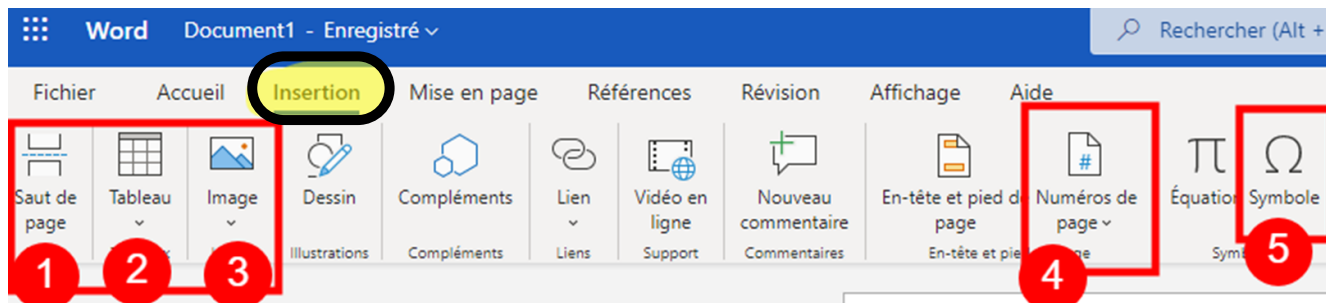 Word Document1 - Enregistré
Rechercher (Alt +
Fichier Accueil Insertion Mise en page Références Révision Affichage Aide
Saut de page
Tableau
Image
Dessin
Compléments
Lien
Vidéo en ligne
Nouveau commentaire
En-tête et pied de page
Numéros de page
#
π
Équation
Ω
Symbole
Illustrations
Compléments
Liens
Support
Commentaires
En-tête et
1
2
3
4
5